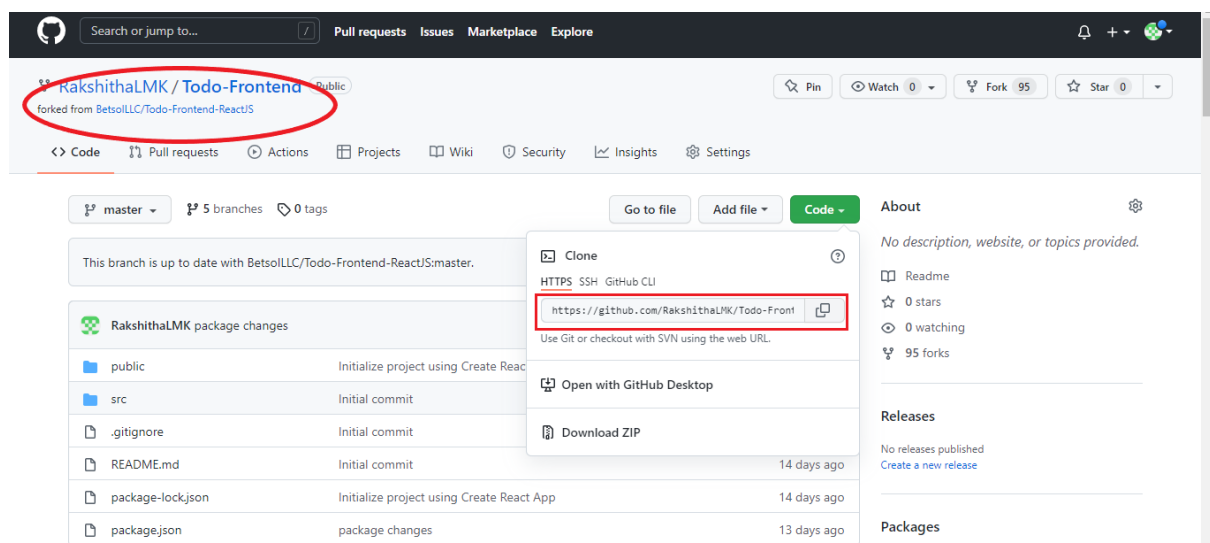 Search or jump to... /
Pull requests Issues Marketplace Explore
RakshithaLMK / Todo-Frontend Public
forked from BetsolLLC/Todo-Frontend-ReactJS
Pin
Watch 0
Fork 95
Star 0
<> Code
Pull requests
Actions
Projects
Wiki
Security
Insights
Settings
master
5 branches
0 tags
Go to file
Add file
Code
This branch is up to date with BetsolLLC/Todo-Frontend-ReactJS:master.
RakshithaLMK package changes
public Initialize project using Create Reac
src Initial commit
.gitignore Initial commit
README.md Initial commit 14 days ago
package-lock.json Initialize project using Create React App 14 days ago
package.json package changes 13 days ago
Clone
HTTPS SSH GitHub CLI
https://github.com/RakshithaLMK/Todo-Front
Use Git or checkout with SVN using the web URL.
Open with GitHub Desktop
Download ZIP
About
No description, website, or topics provided.
Readme
0 stars
0 watching
95 forks
Releases
No releases published
Create a new release
Packages